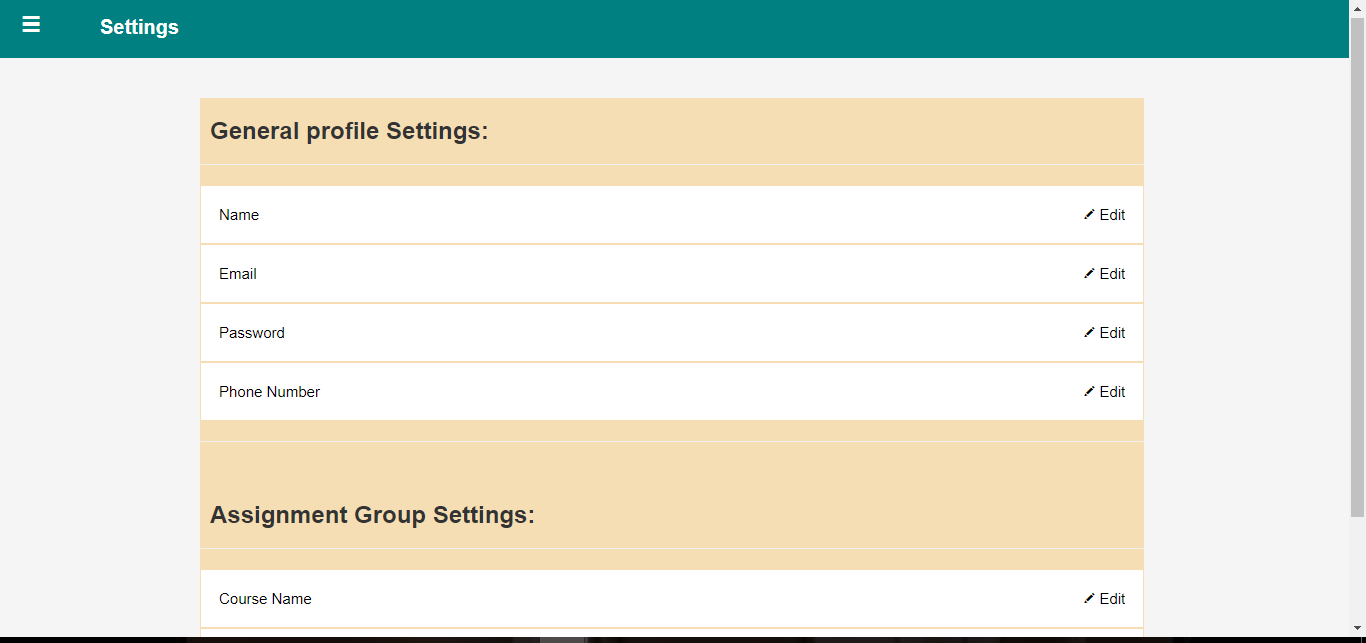 Settings
General profile Settings:
Name Edit
Email Edit
Password Edit
Phone Number Edit
Assignment Group Settings:
Course Name Edit